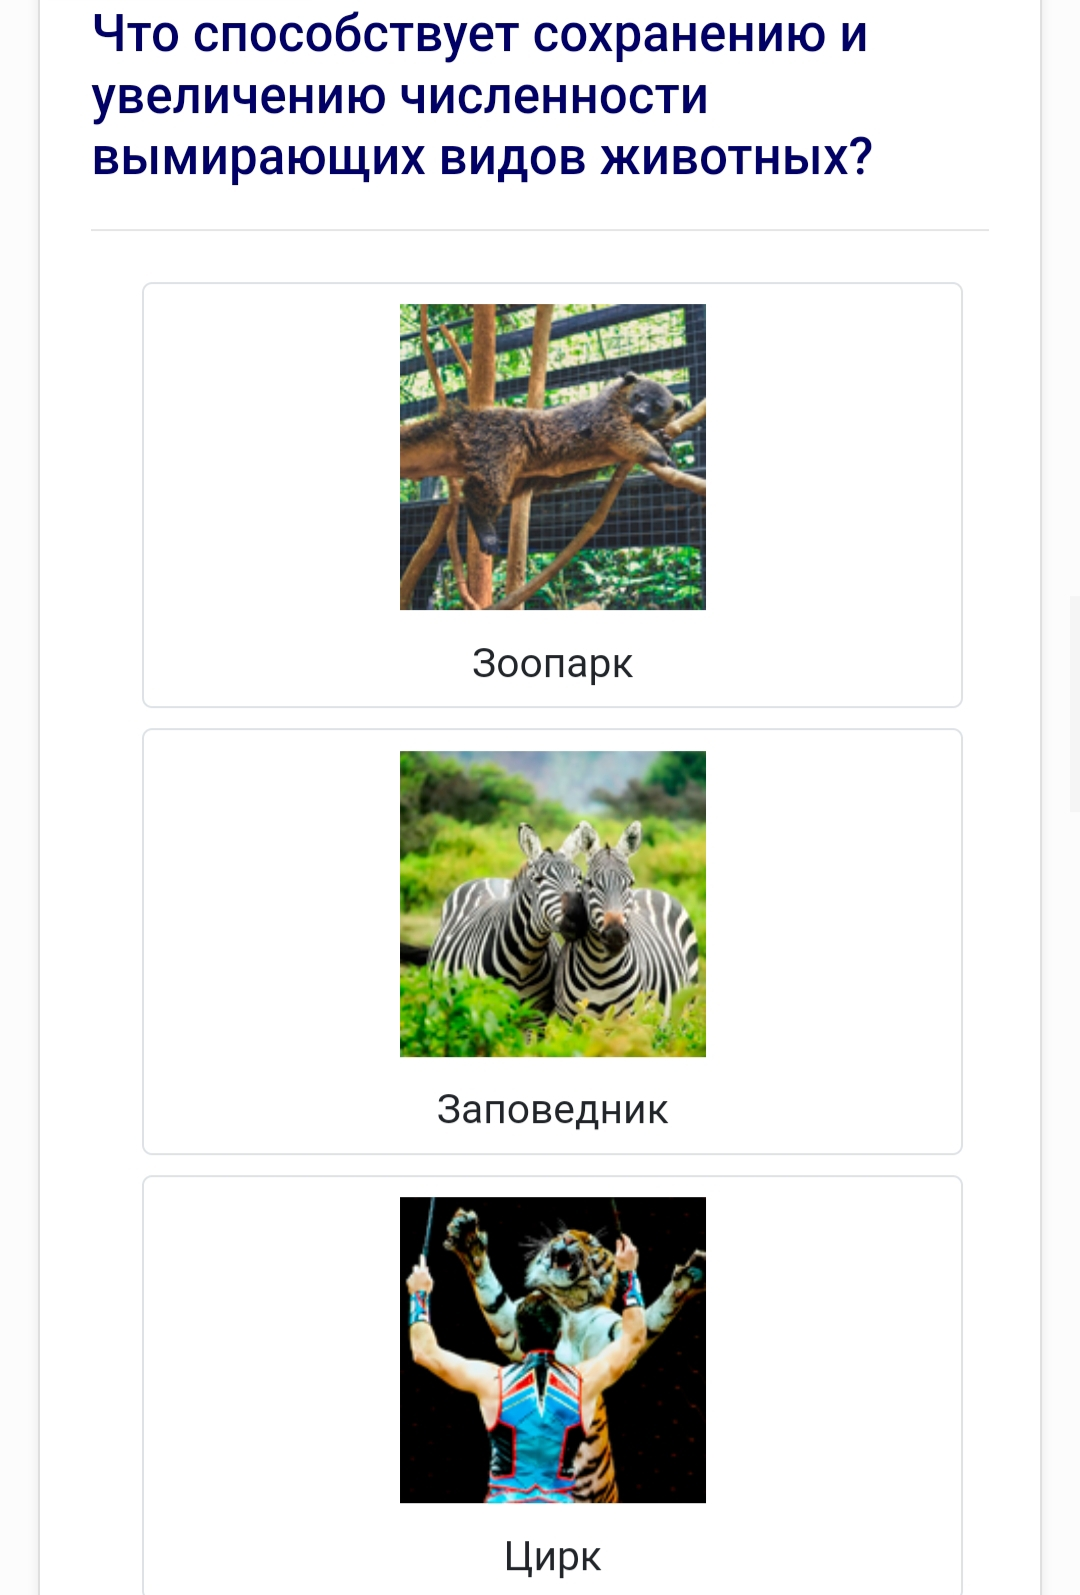 Что способствует сохранению и
увеличению численности
вымирающих видов животных?
Зоопарк
Заповедник
Цирк